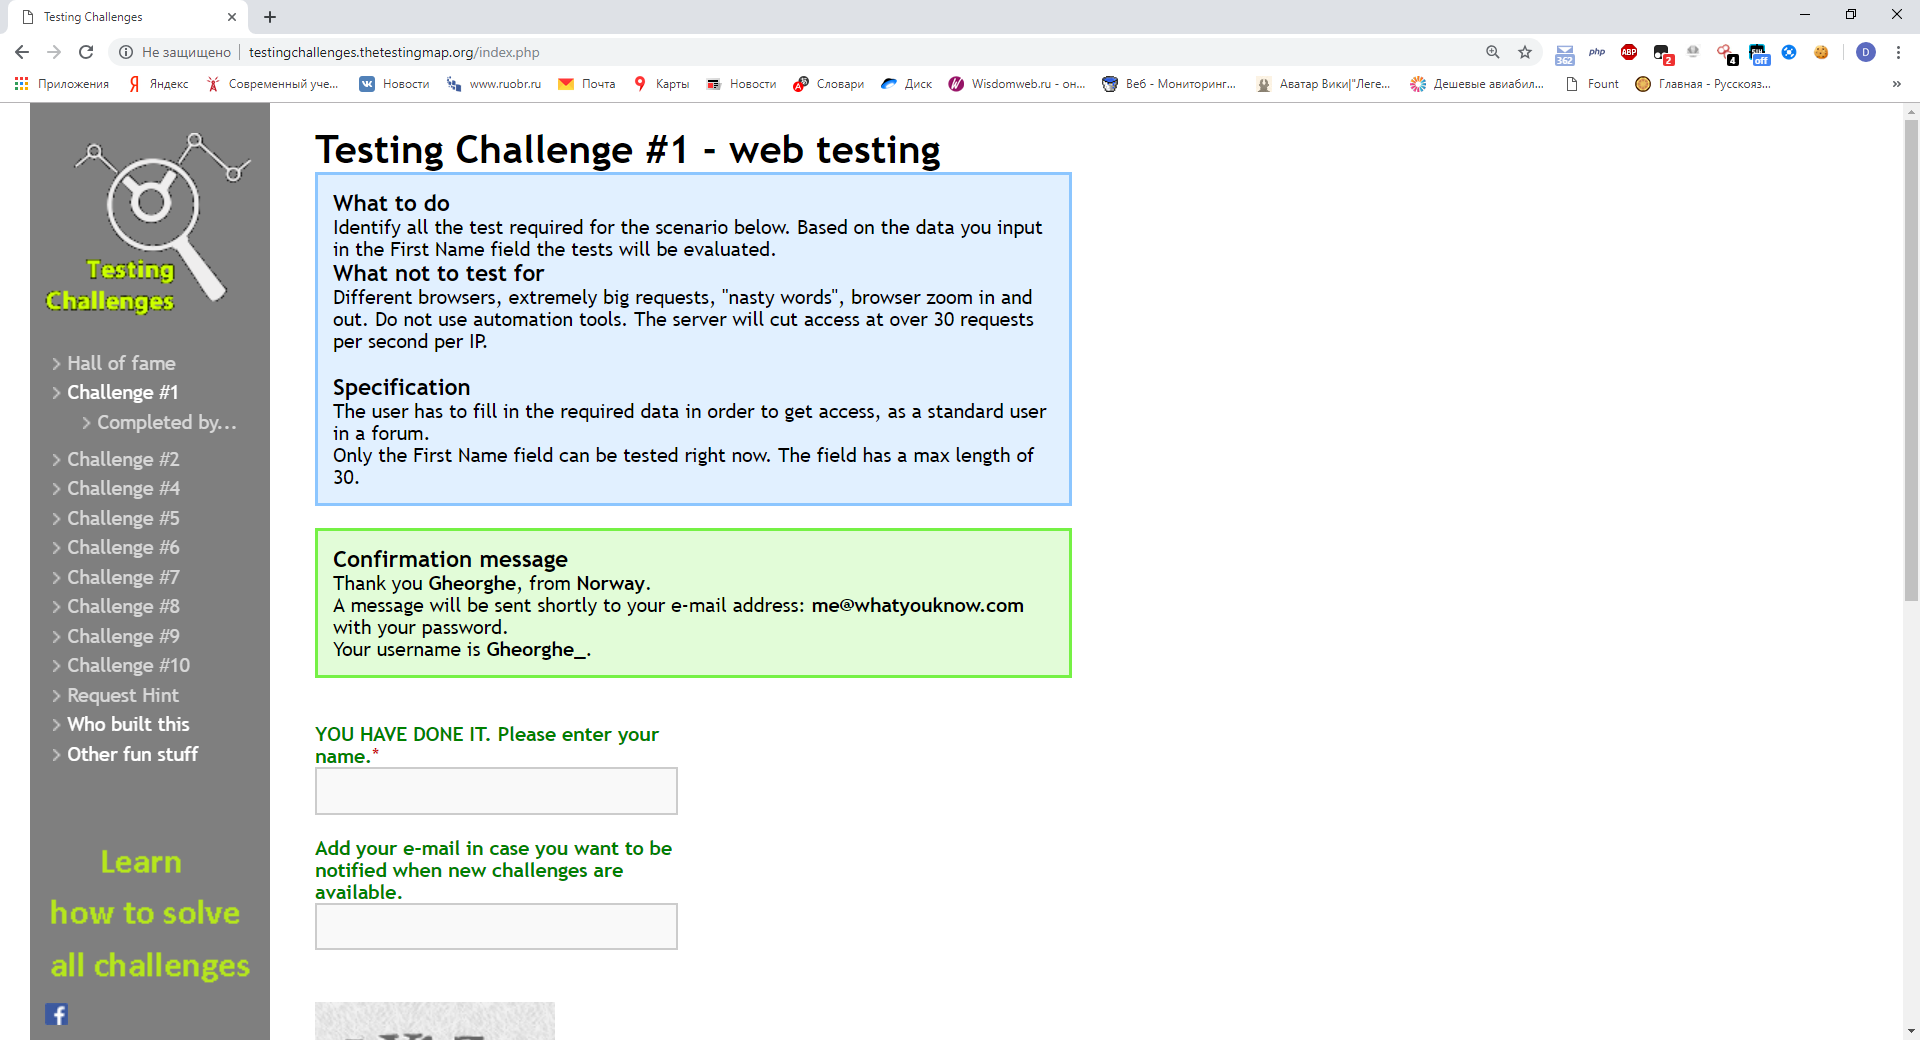 Testing Challenges
Не защищено
testingchallenges.thetestingmap.org/index.php
362
php
ABP
2
4
off
D
Приложения
Яндекс
Современный уче...
Новости
www.ruobr.ru
Почта
Карты
Новости
Словари
Диск
Wisdomweb.ru - он...
Веб - Мониторинг...
Аватар Вики|"Леге...
Дешевые авиабил...
Fount
Главная - Русскояз...
Testing
Challenges
Hall of fame
Challenge #1
Completed by...
Challenge #2
Challenge #4
Challenge #5
Challenge #6
Challenge #7
Challenge #8
Challenge #9
Challenge #10
Request Hint
Who built this
Other fun stuff
Learn
how to solve
all challenges
Testing Challenge #1 - web testing
What to do
Identify all the test required for the scenario below. Based on the data you input
in the First Name field the tests will be evaluated.
What not to test for
Different browsers, extremely big requests, "nasty words", browser zoom in and
out. Do not use automation tools. The server will cut access at over 30 requests
per second per IP.
Specification
The user has to fill in the required data in order to get access, as a standard user
in a forum.
Only the First Name field can be tested right now. The field has a max length of
30.
Confirmation message
Thank you Gheorghe, from Norway.
A message will be sent shortly to your e-mail address: me@whatyouknow.com
with your password.
Your username is Gheorghe_.
YOU HAVE DONE IT. Please enter your
name.*
Add your e-mail in case you want to be
notified when new challenges are
available.